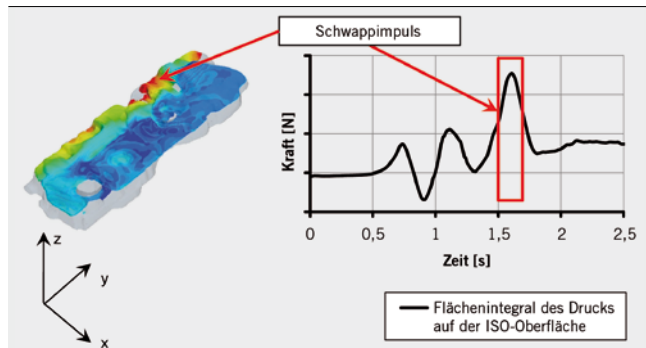 Schwappimpuls
Kraft [N]
0 0,5 1 1,5 2 2,5
Zeit [s]
z
y
x
Flächenintegral des Drucks
auf der ISO-Oberfläche